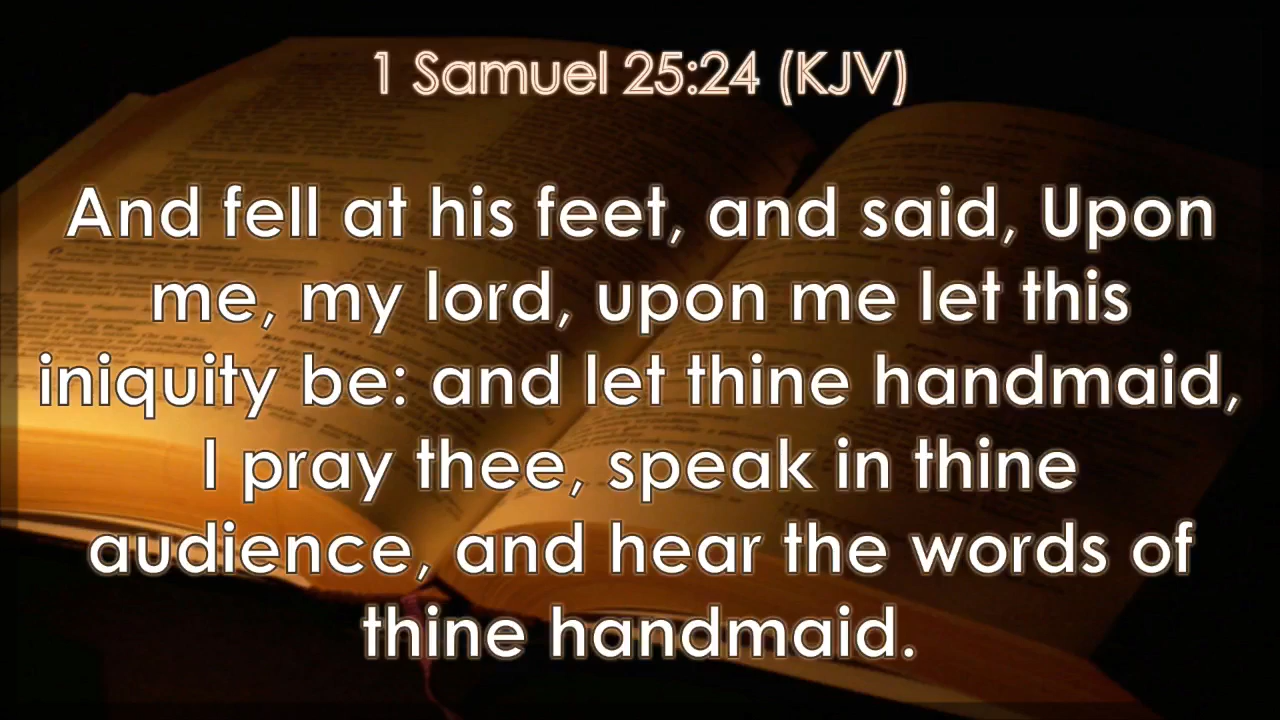 1 Samuel 25:24 (KJV)
And fell at his feet, and said, Upon
me, my lord, upon me let this
iniquity be: and let thine handmaid,
I pray thee, speak in thine
audience, and hear the words of
thine handmaid.